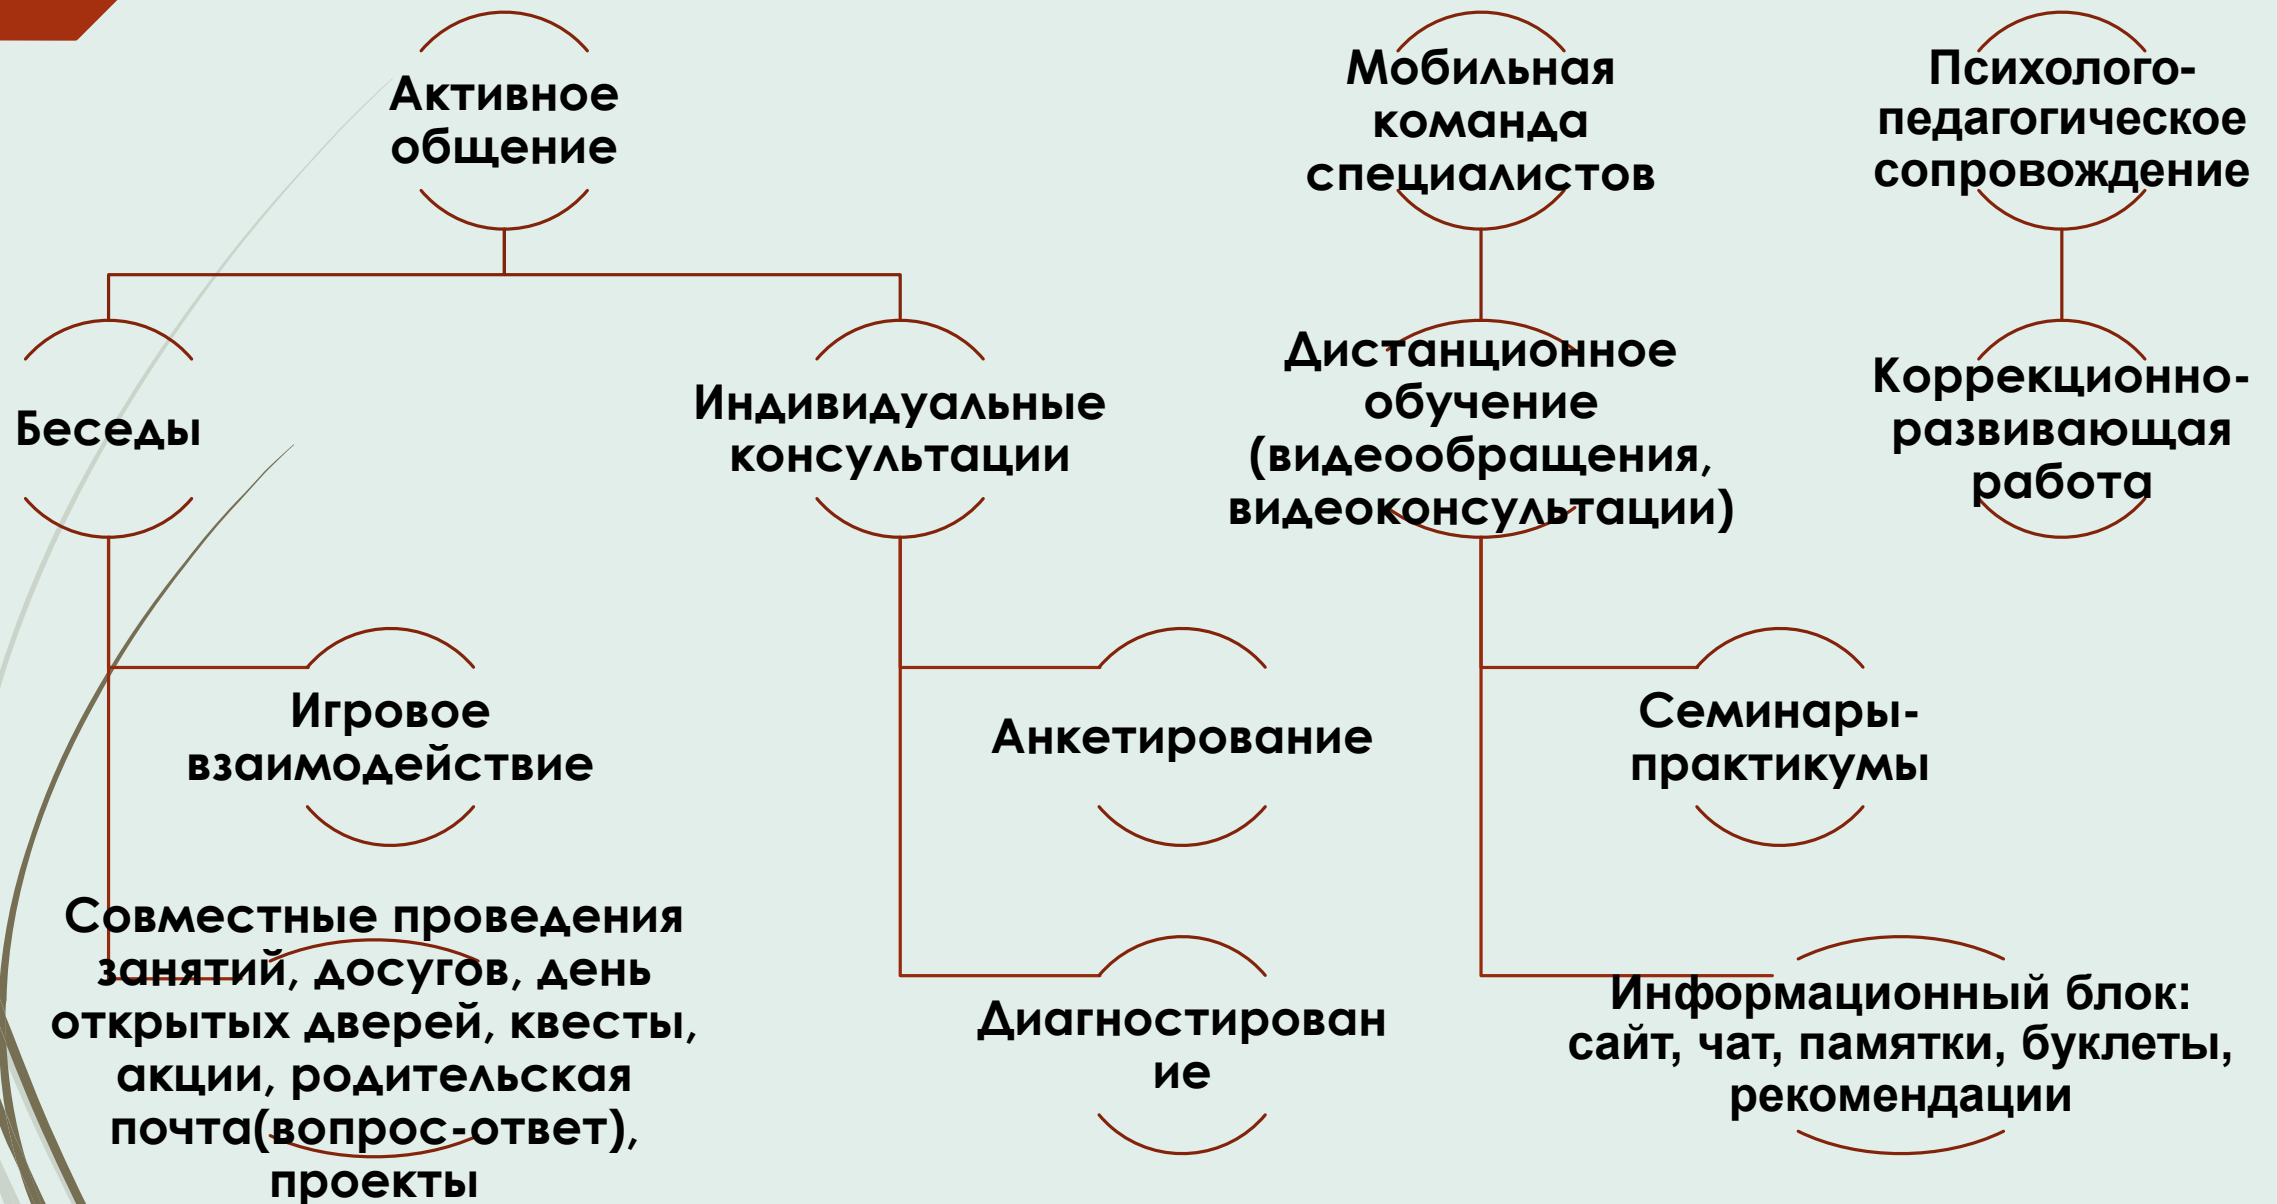 Активное
общение
Мобильная
команда
специалистов
Психолого-
педагогическое
сопровождение
Беседы
Индивидуальные
консультации
Дистанционное
обучение
(видеообращения,
видеоконсультации)
Коррекционно-
развивающая
работа
Игровое
взаимодействие
Анкетирование
Семинары-
практикумы
Совместные проведения
занятий, досугов, день
открытых дверей, квесты,
акции, родительская
почта(вопрос-ответ),
проекты
Диагностирован
ие
Информационный блок:
сайт, чат, памятки, буклеты,
рекомендации